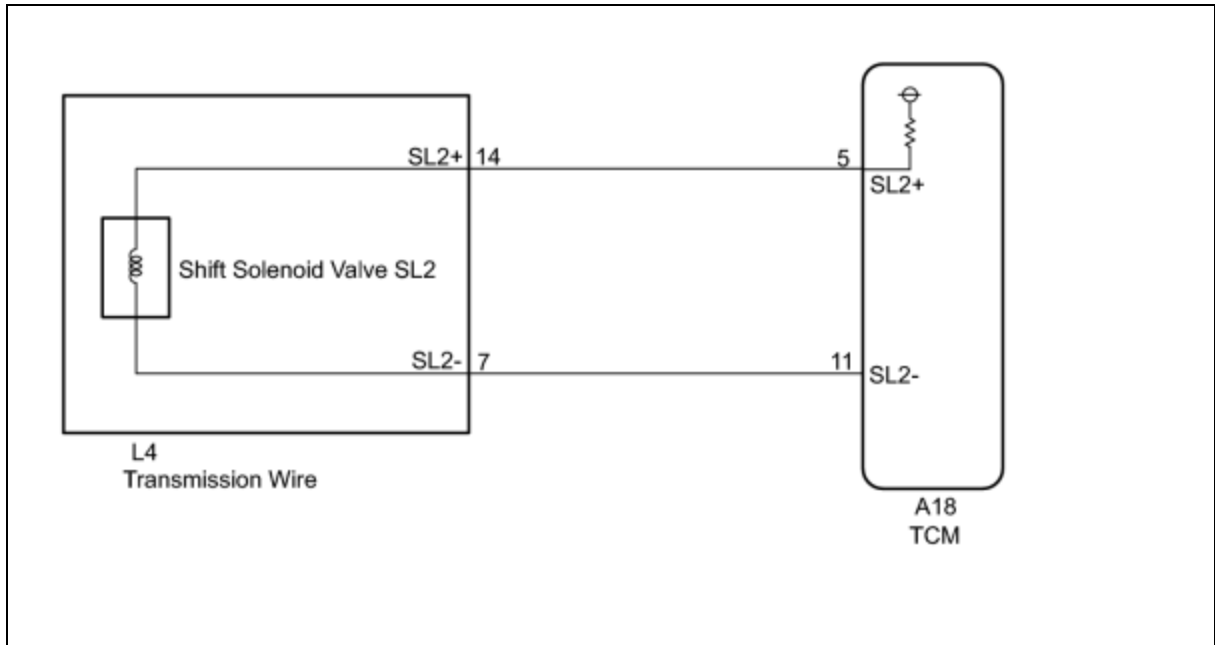 SL2+ 14
5
SL2+
Shift Solenoid Valve SL2
SL2- 7
11
SL2-
L4
Transmission Wire
A18
TCM